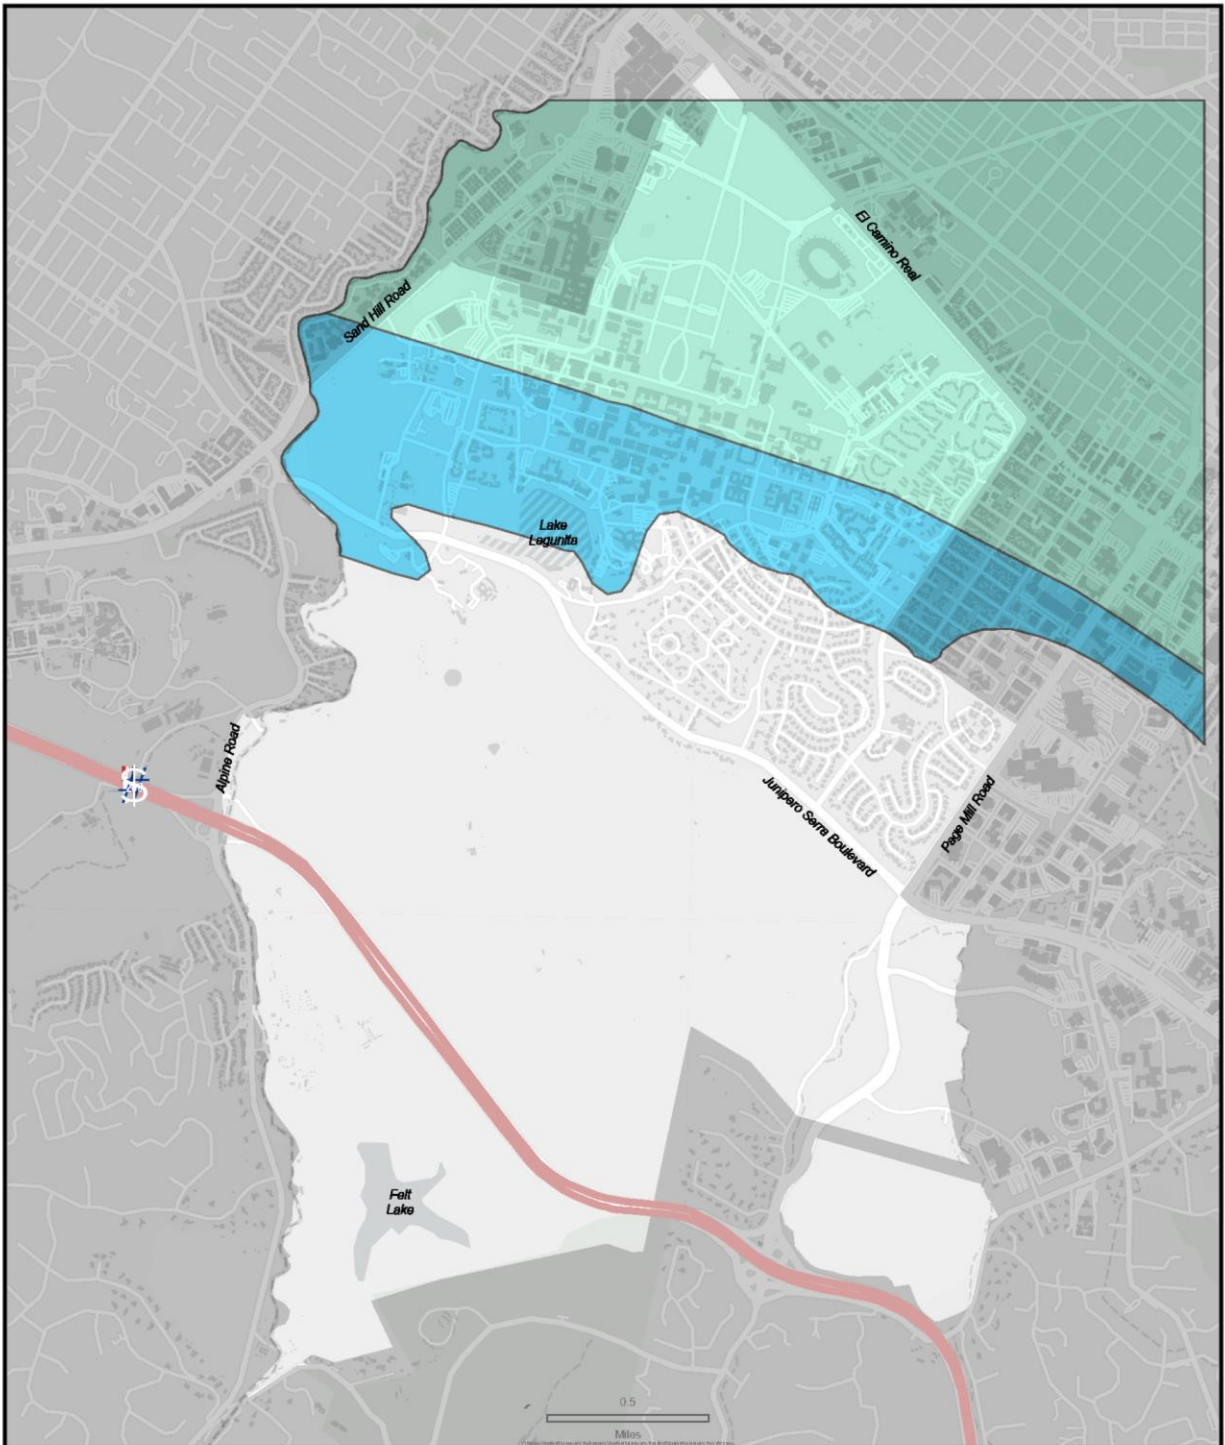 El Camino Real
Sand Hill Road
Lake
Lagunita
Alpine Road
Junipero Serra Boulevard
Page Mill Road
Felt
Lake
0.5
Miles